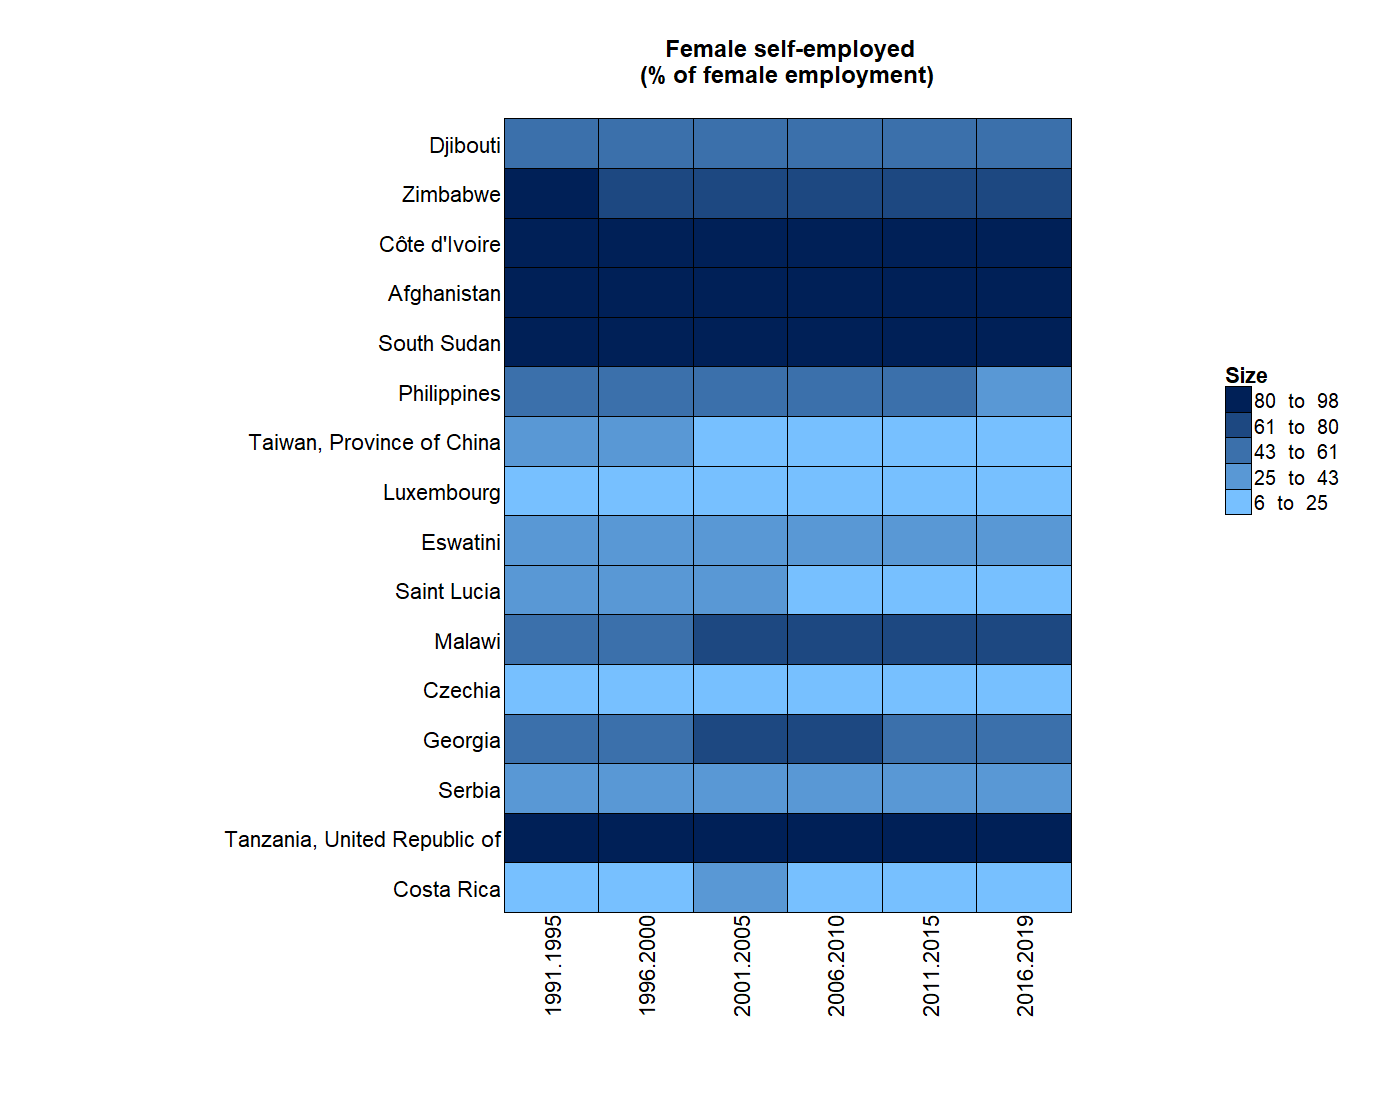 Female self-employed
(% of female employment)
Djibouti
Zimbabwe
Côte d'Ivoire
Afghanistan
South Sudan
Philippines
Taiwan, Province of China
Luxembourg
Eswatini
Saint Lucia
Malawi
Czechia
Georgia
Serbia
Tanzania, United Republic of
Costa Rica
1991.1995
1996.2000
2001.2005
2006.2010
2011.2015
2016.2019
Size
80 to 98
61 to 80
43 to 61
25 to 43
6 to 25